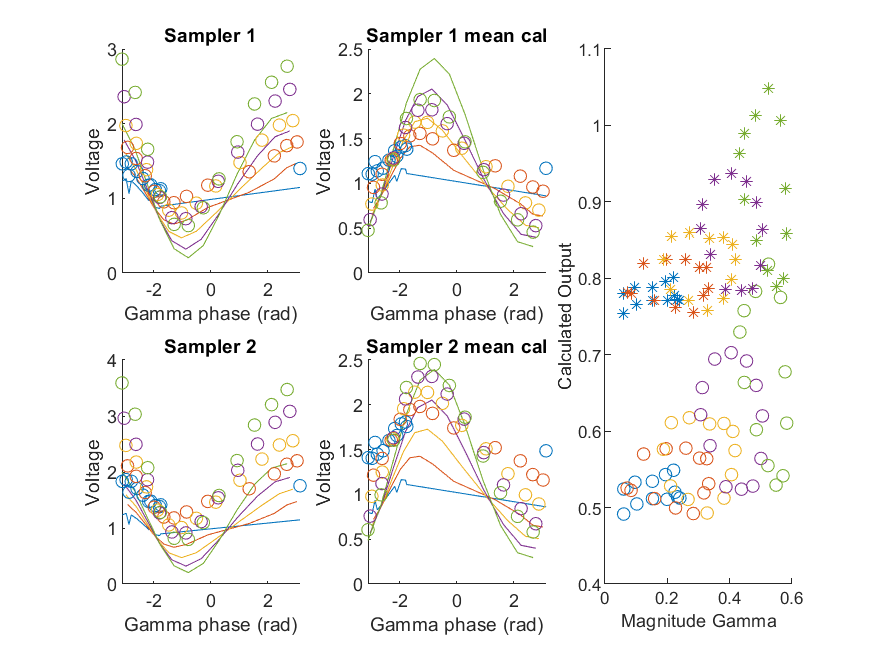 Sampler 1
3
2
1
0
Voltage
-2 0 2
Gamma phase (rad)
Sampler 1 mean cal
2.5
2
1.5
1
0.5
0
Voltage
-2 0 2
Gamma phase (rad)
Sampler 2
4
3
2
1
0
Voltage
-2 0 2
Gamma phase (rad)
Sampler 2 mean cal
2.5
2
1.5
1
0.5
0
Voltage
-2 0 2
Gamma phase (rad)
1.1
1
0.9
0.8
0.7
0.6
0.5
0.4
Calculated Output
0 0.2 0.4 0.6
Magnitude Gamma